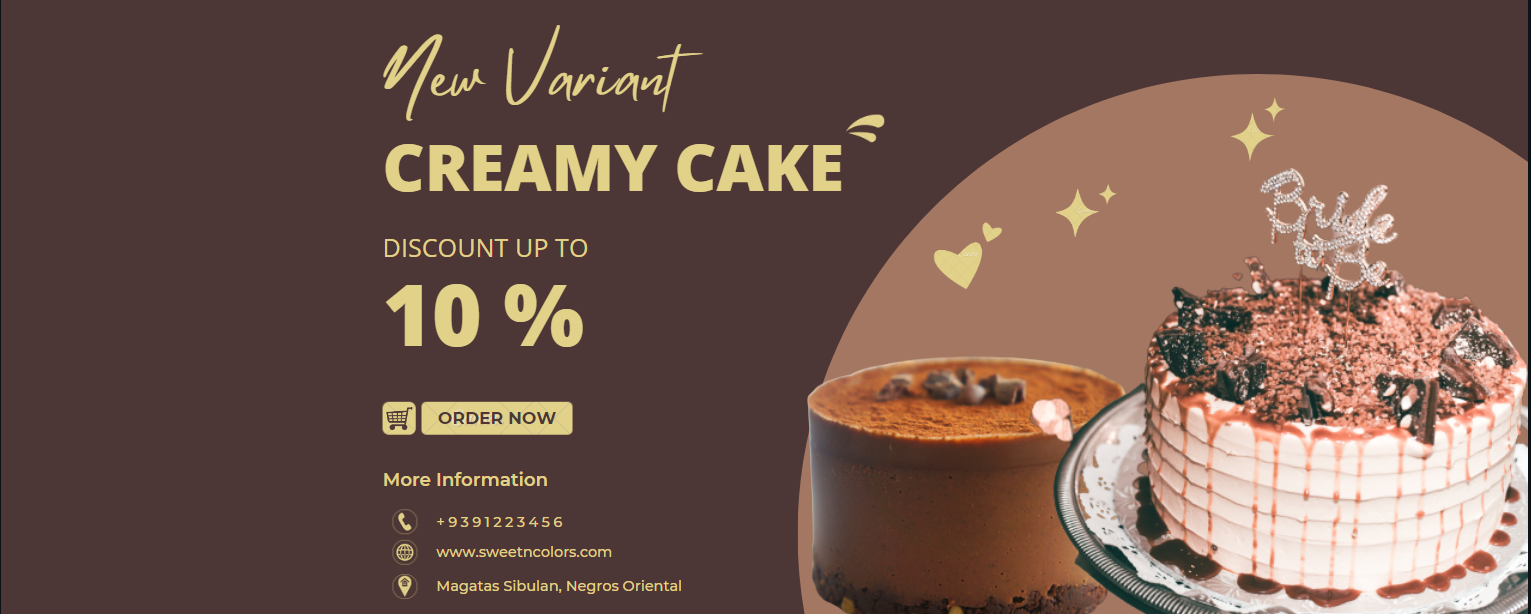 New Variant
CREAMY CAKE
DISCOUNT UP TO
10 %
ORDER NOW
More Information
+9391223456
www.sweetncolors.com
Magatas Sibulan, Negros Oriental
Bride
to Be